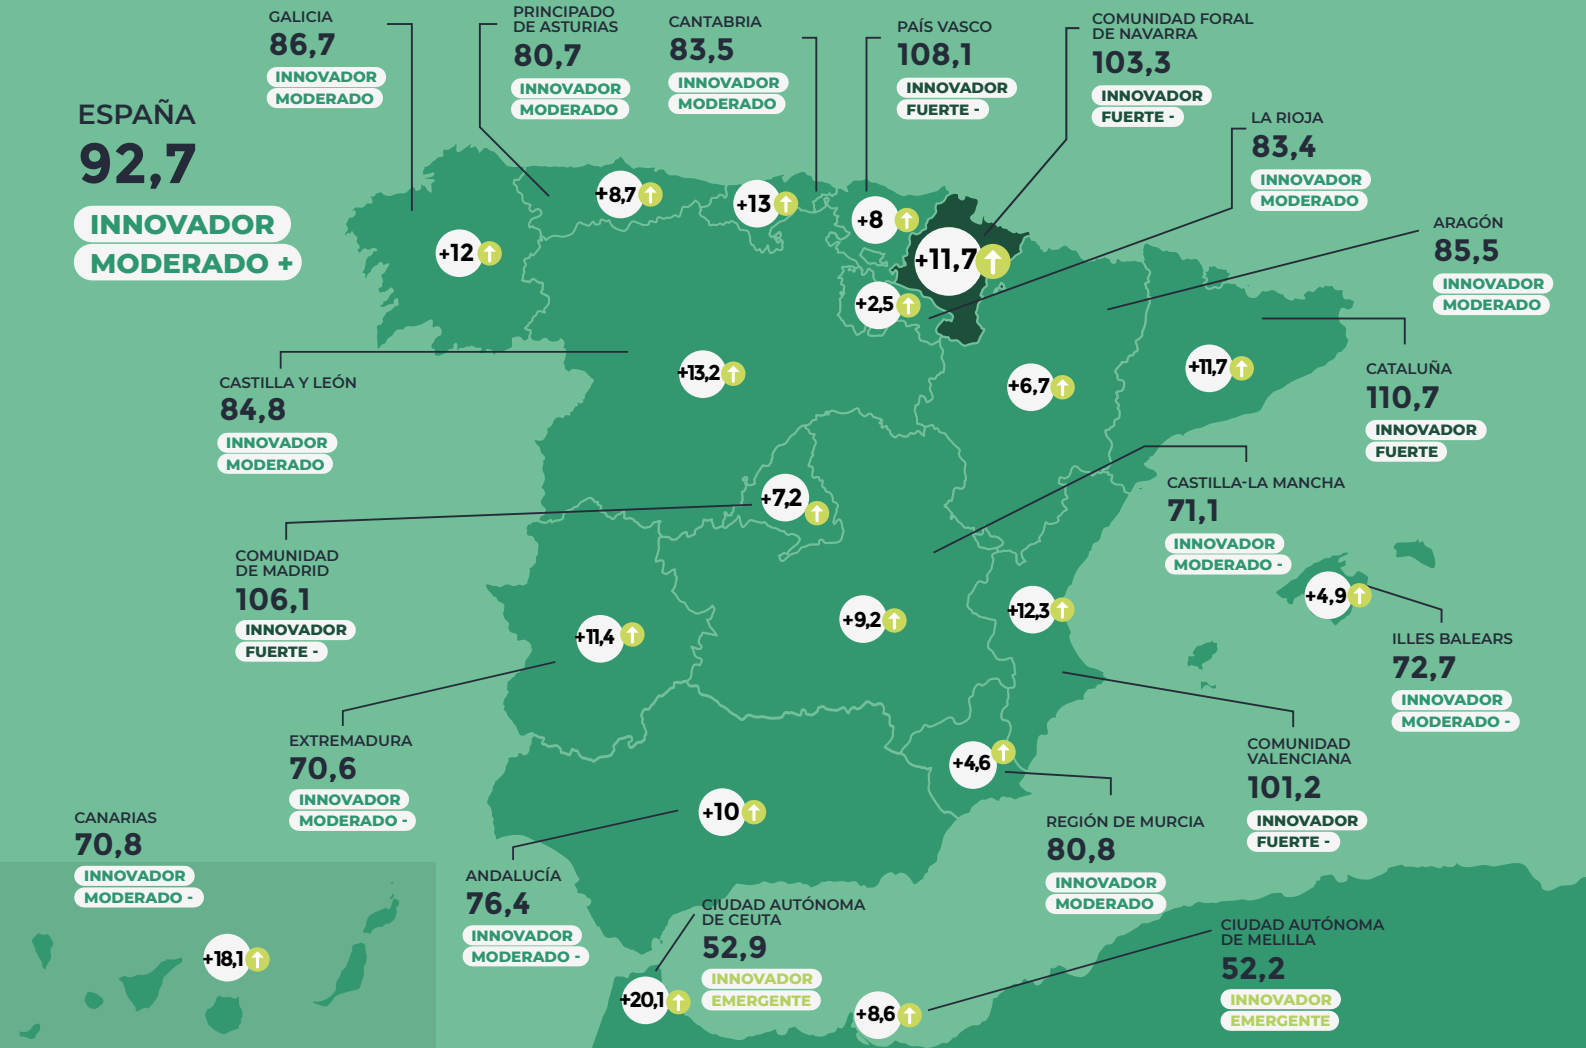 GALICIA
86,7
INNOVADOR
MODERADO
PRINCIPADO
DE ASTURIAS
80,7
INNOVADOR
MODERADO
CANTABRIA
83,5
INNOVADOR
MODERADO
PAÍS VASCO
108,1
INNOVADOR
FUERTE -
COMUNIDAD FORAL
DE NAVARRA
103,3
INNOVADOR
FUERTE -
LA RIOJA
83,4
INNOVADOR
MODERADO
ARAGÓN
85,5
INNOVADOR
MODERADO
ESPAÑA
92,7
INNOVADOR
MODERADO +
+8,7
+13
+8
+12
+11,7
+2,5
+13,2
+6,7
+11,7
CASTILLA Y LEÓN
84,8
INNOVADOR
MODERADO
CATALUÑA
110,7
INNOVADOR
FUERTE
+7,2
CASTILLA-LA MANCHA
71,1
INNOVADOR
MODERADO -
COMUNIDAD
DE MADRID
106,1
INNOVADOR
FUERTE -
+11,4
+9,2
+12,3
+4,9
ILLES BALEARS
72,7
INNOVADOR
MODERADO -
EXTREMADURA
70,6
INNOVADOR
MODERADO -
+4,6
COMUNIDAD
VALENCIANA
101,2
INNOVADOR
FUERTE -
+10
CANARIAS
70,8
INNOVADOR
MODERADO -
REGIÓN DE MURCIA
80,8
INNOVADOR
MODERADO
ANDALUCÍA
76,4
INNOVADOR
MODERADO -
CIUDAD AUTÓNOMA
DE CEUTA
52,9
INNOVADOR
EMERGENTE
CIUDAD AUTÓNOMA
DE MELILLA
52,2
INNOVADOR
EMERGENTE
+18,1
+20,1
+8,6